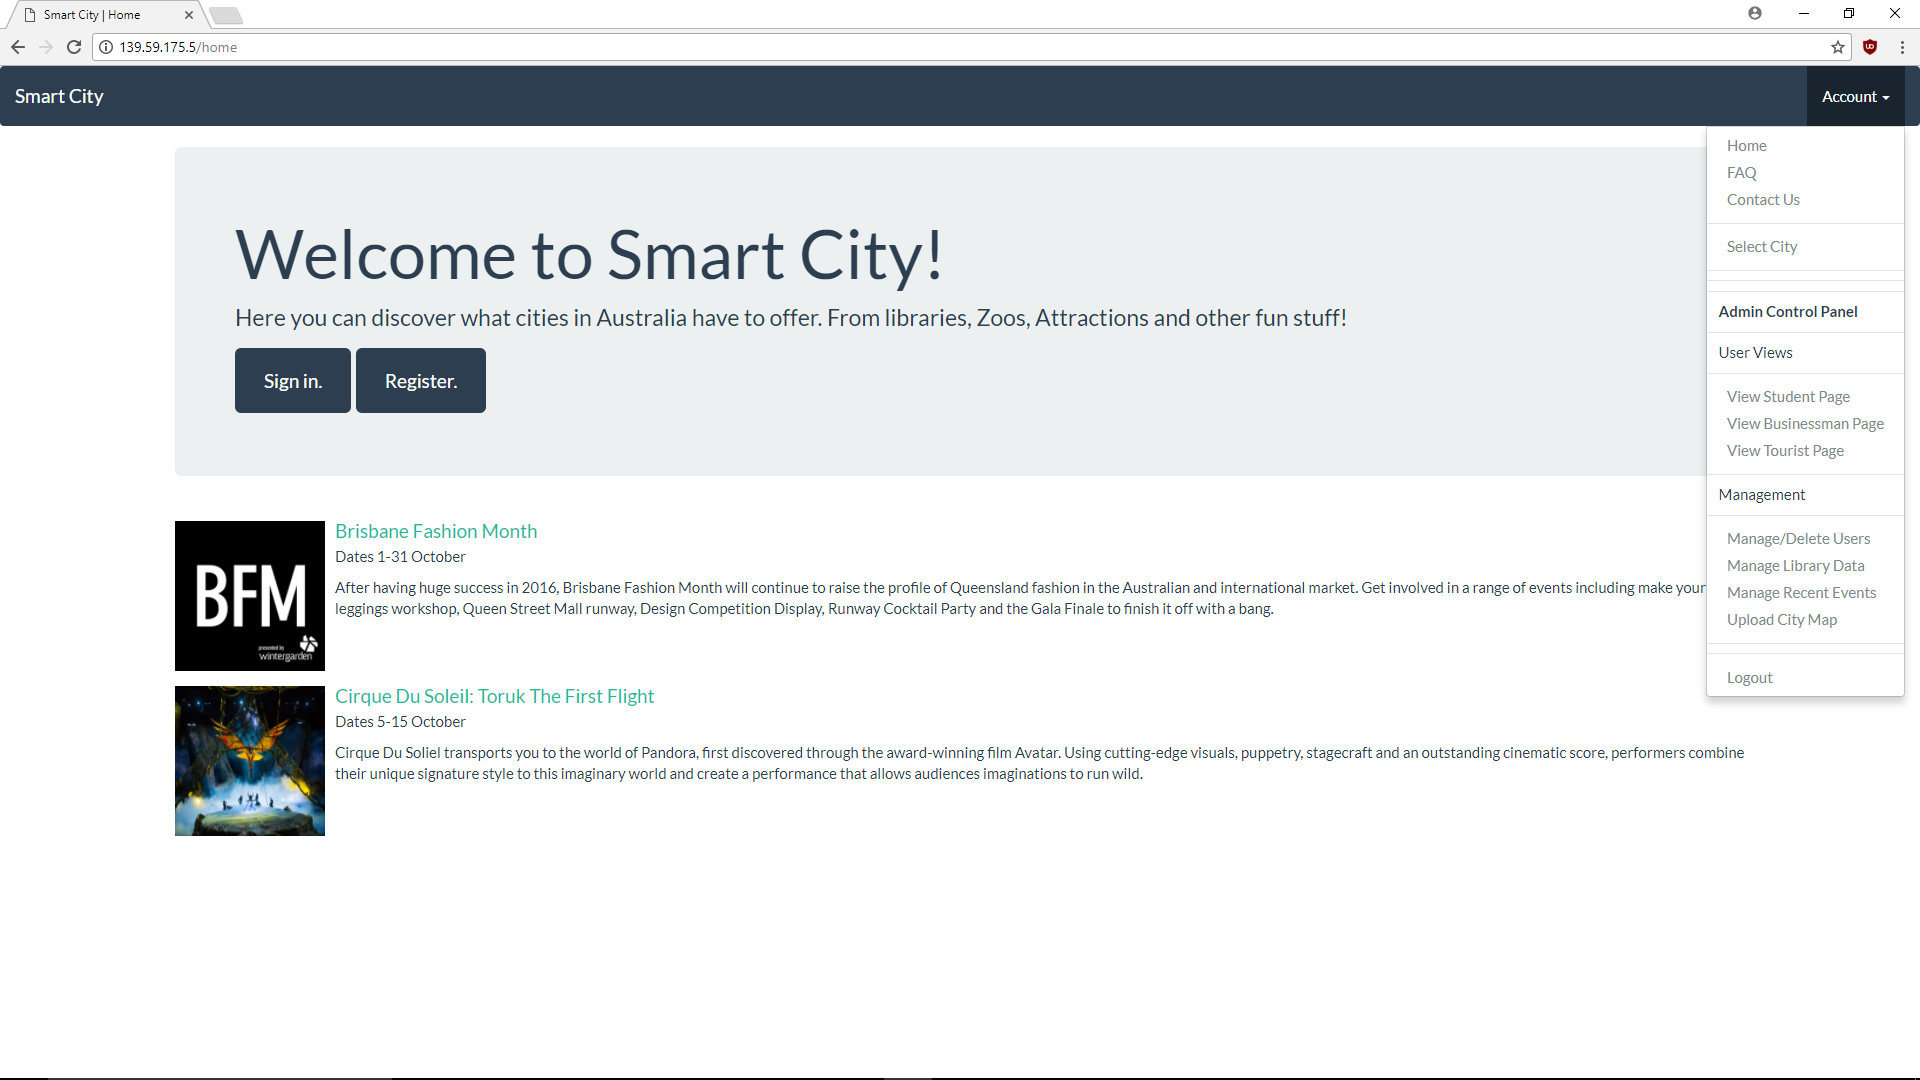 Smart City | Home
139.59.175.5/home
Smart City
Account
Home
FAQ
Contact Us
Select City
Admin Control Panel
User Views
View Student Page
View Businessman Page
View Tourist Page
Management
Manage/Delete Users
Manage Library Data
Manage Recent Events
Upload City Map
Logout
Welcome to Smart City!
Here you can discover what cities in Australia have to offer. From libraries, Zoos, Attractions and other fun stuff!
Sign in.
Register.
BFM
presented by
wintergarden
Brisbane Fashion Month
Dates 1-31 October
After having huge success in 2016, Brisbane Fashion Month will continue to raise the profile of Queensland fashion in the Australian and international market. Get involved in a range of events including make your
leggings workshop, Queen Street Mall runway, Design Competition Display, Runway Cocktail Party and the Gala Finale to finish it off with a bang.
Cirque Du Soleil: Toruk The First Flight
Dates 5-15 October
Cirque Du Soliel transports you to the world of Pandora, first discovered through the award-winning film Avatar. Using cutting-edge visuals, puppetry, stagecraft and an outstanding cinematic score, performers combine
their unique signature style to this imaginary world and create a performance that allows audiences imaginations to run wild.